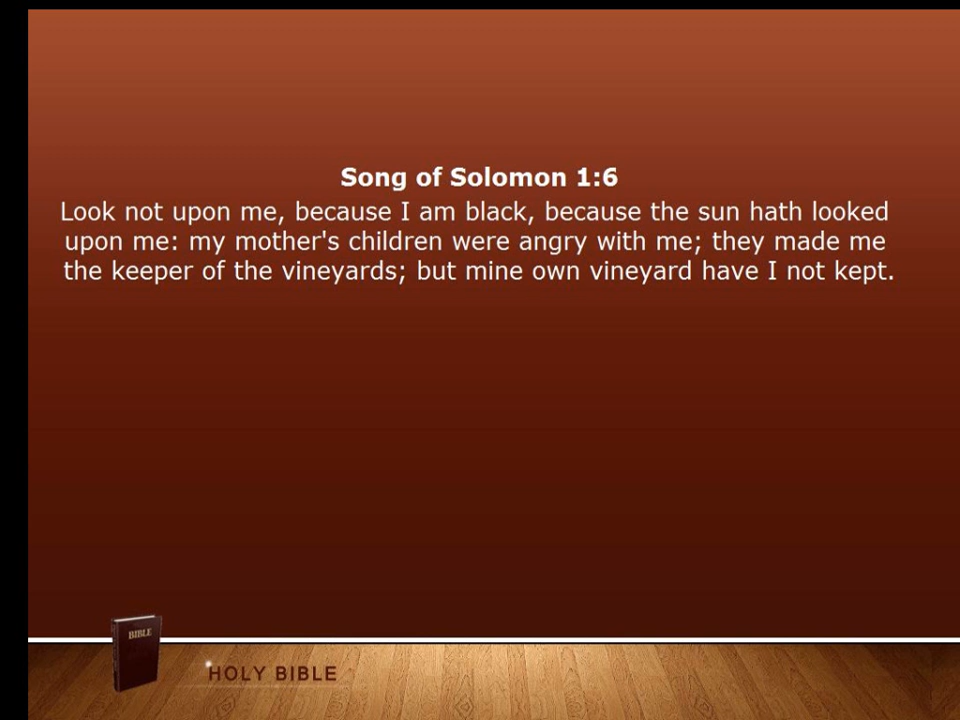 Song of Solomon 1:6
Look not upon me, because I am black, because the sun hath looked
upon me: my mother's children were angry with me; they made me
the keeper of the vineyards; but mine own vineyard have I not kept.
BIBLE
HOLY BIBLE